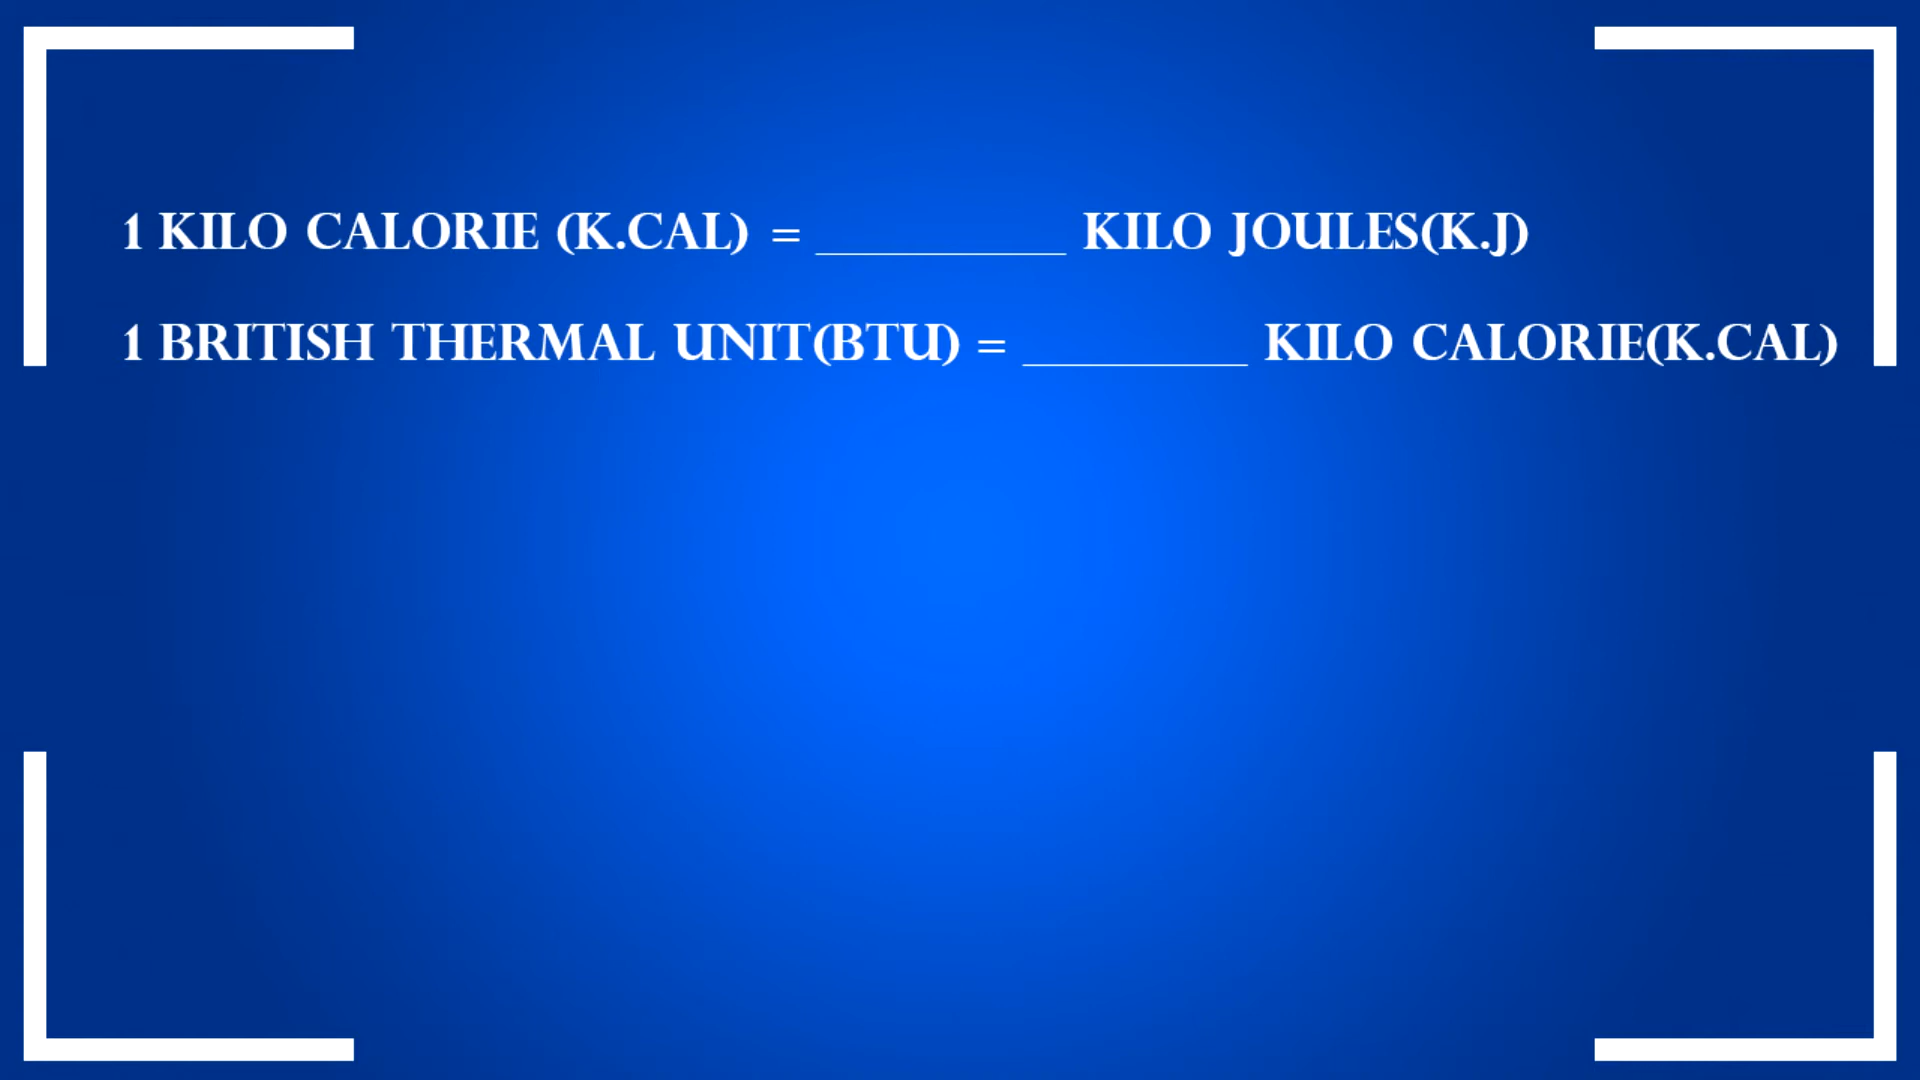 1 KILO CALORIE (K.CAL) = __________ KILO JOULES(K.J)
1 BRITISH THERMAL UNIT(BTU) = _________ KILO CALORIE(K.CAL)